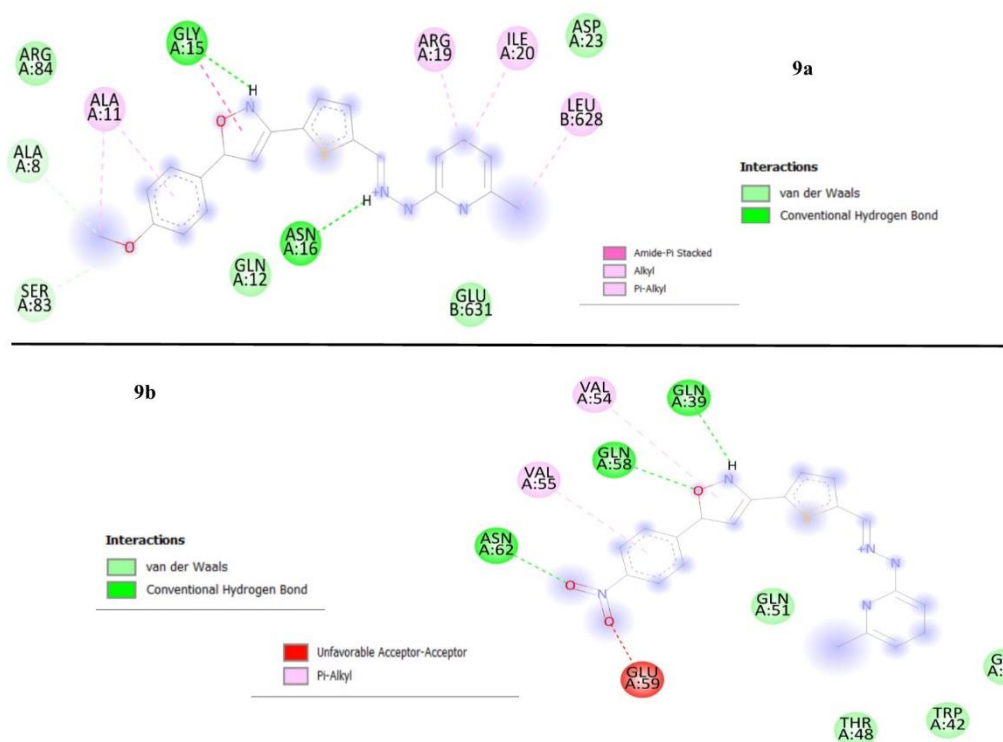 GLY
A:15
ARG
A:84
ALA
A:11
ALA
A:8
SER
A:83
GLN
A:12
ASN
A:16
ARG
A:19
ILE
A:20
ASP
A:23
LEU
B:628
GLU
B:631
H
N
O
S
O
H
+N
N
N
9a
Interactions
van der Waals
Conventional Hydrogen Bond
Amide-Pi Stacked
Alkyl
Pi-Alkyl
9b
VAL
A:54
GLN
A:39
GLN
A:58
VAL
A:55
ASN
A:62
GLU
A:59
GLN
A:51
THR
A:48
TRP
A:42
H
N
O
S
+N
N
N
O
N
O
Interactions
van der Waals
Conventional Hydrogen Bond
Unfavorable Acceptor-Acceptor
Pi-Alkyl